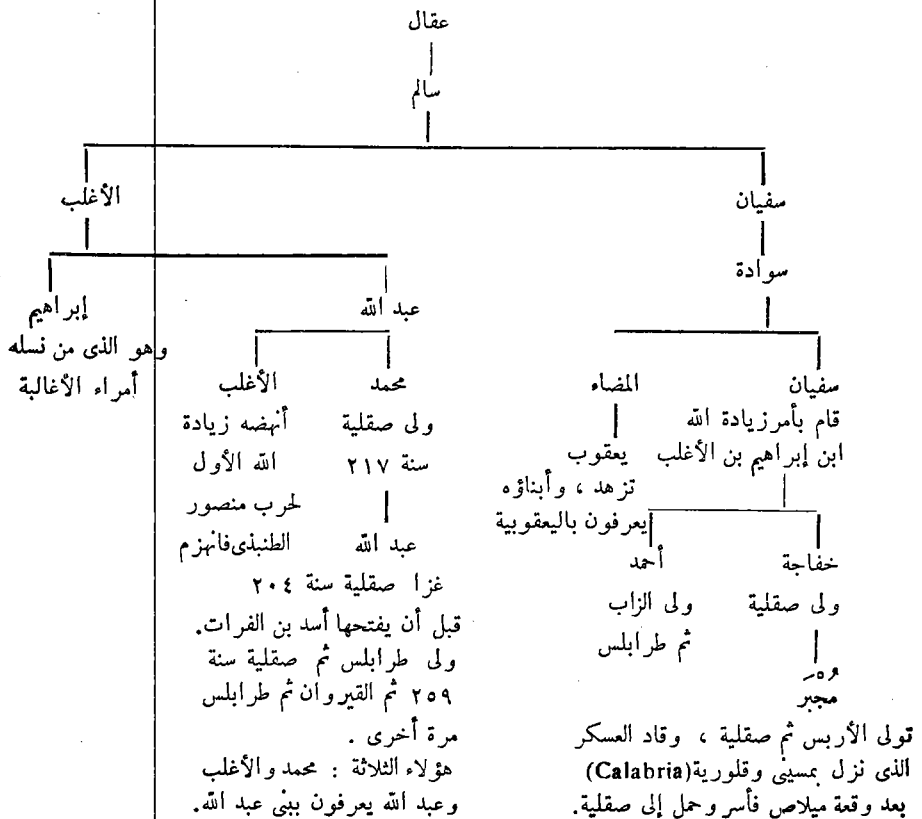 عقال
سالم
سفيان
الأغلب
سوادة
عبد الله
إبراهيم
وهو الذى من نسله
أمراء الأغالبة
سفيان
قام بأمر زيادة الله
ابن إبراهيم بن الأغلب
المضاء
يعقوب
تزهد ، وأبناؤه
يعرفون باليعقوبية
خفاجة
ولى صقلية
أحمد
ولى الزاب
ثم طرابلس
مُجْبَر
تولى الأربس ثم صقلية ، وقاد العسكر
الذى نزل بمسينى وقلورية (Calabria)
بعد وقعة ميلاص فأسر وحمل إلى صقلية.
محمد
ولى صقلية
سنة ٢١٧
عبد الله
غزا صقلية سنة ٢٠٤
قبل أن يفتحها أسد بن الفرات.
ولى طرابلس ثم صقلية سنة
٢٥٩ ثم القيروان ثم طرابلس
مرة أخرى .
هؤلاء الثلاثة : محمد والأغلب
وعبد الله يعرفون ببنى عبد الله.
الأغلب
أنهضه زيادة
الله الأول
لحرب منصور
الطنبذى فانهزم